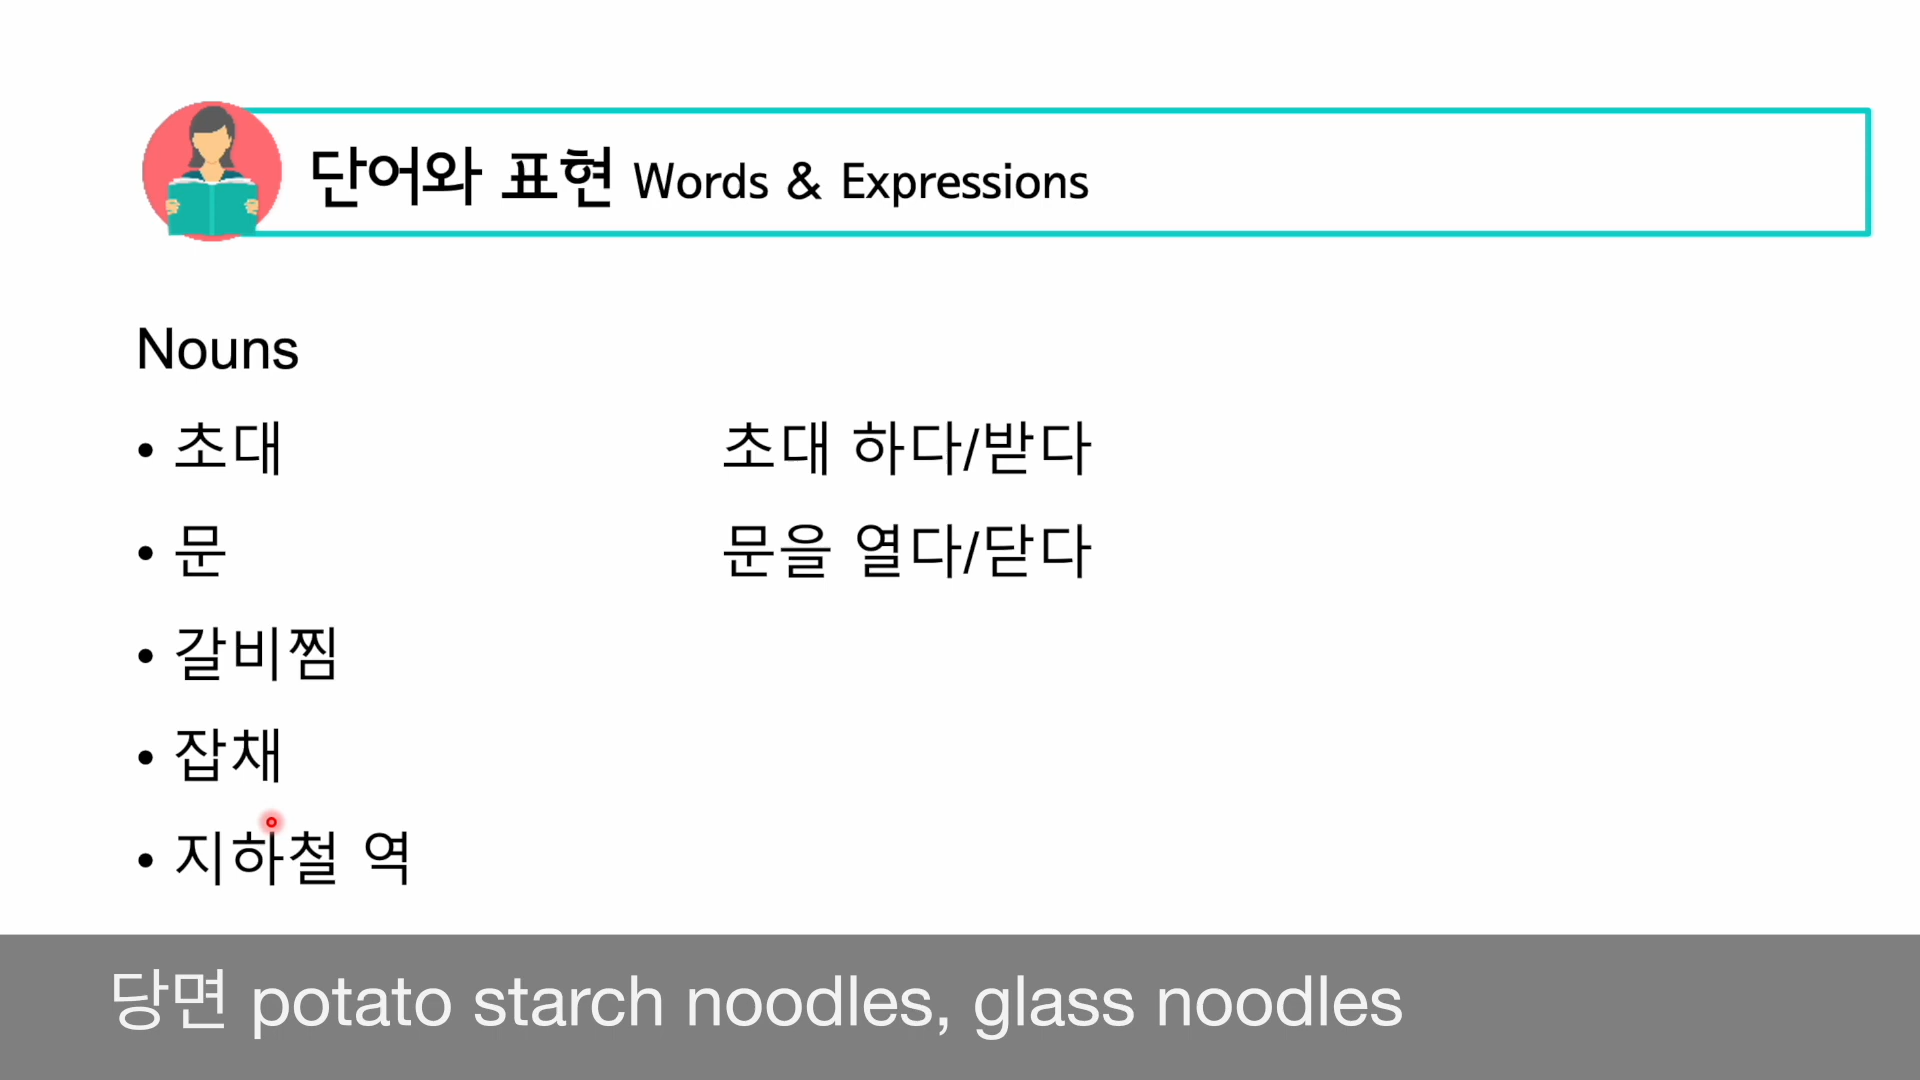 단어와 표현 Words & Expressions
Nouns
• 초대 초대 하다/받다
• 문 문을 열다/닫다
• 갈비찜
• 잡채
• 지하철 역
당면 potato starch noodles, glass noodles